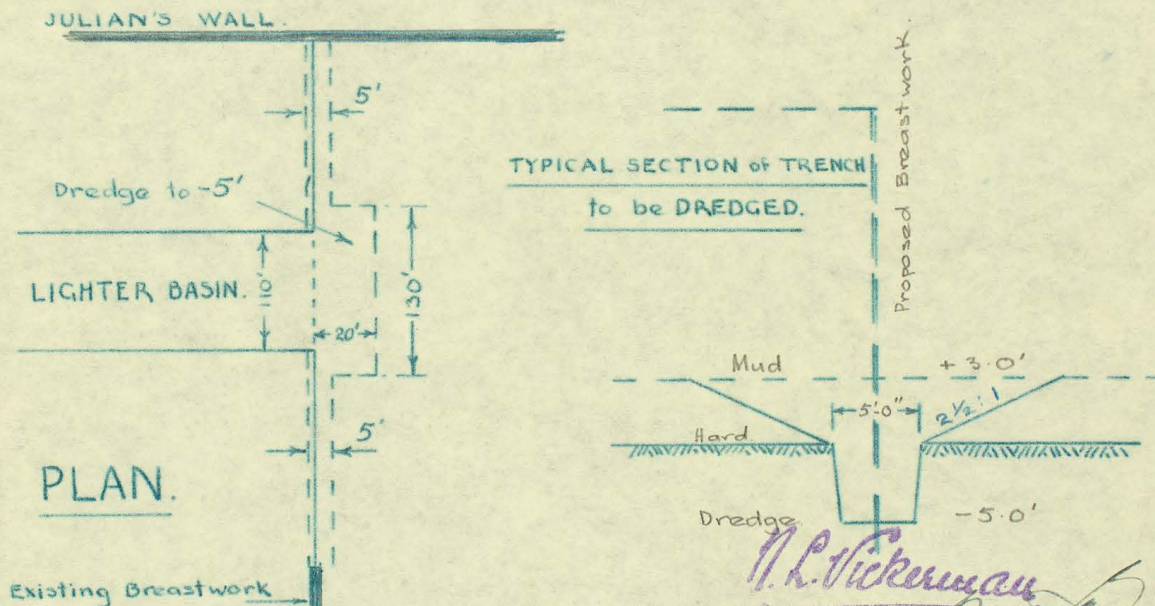 JULIAN'S WALL.
5'
Dredge to -5'
LIGHTER BASIN.
110'
20'
130'
5'
PLAN.
Existing Breastwork
TYPICAL SECTION OF TRENCH
to be DREDGED.
Proposed Breastwork.
Mud
+ 3.0'
5'-0"
2½:1
Hard
Dredge
-5.0'
N.L. Vickerman